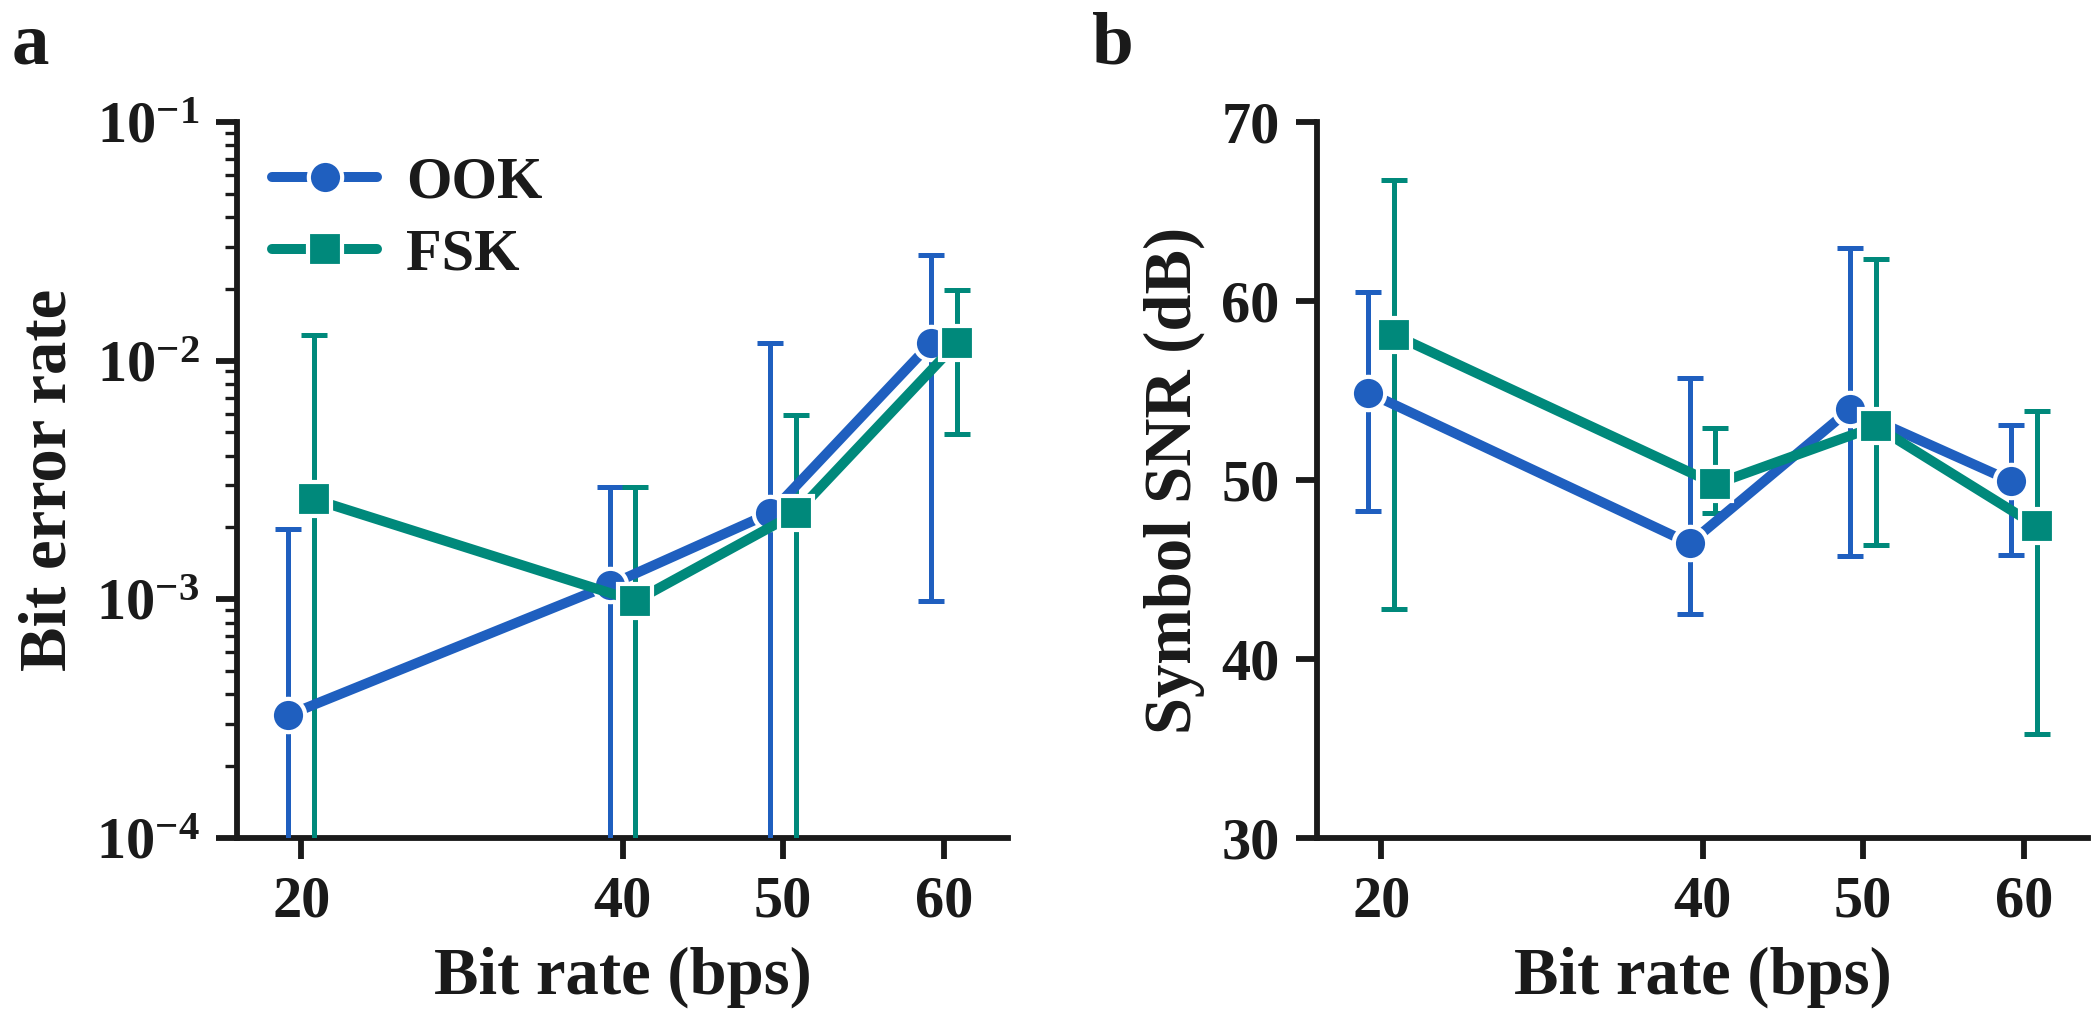 a
10⁻¹
10⁻²
10⁻³
10⁻⁴
Bit error rate
OOK
FSK
20 40 50 60
Bit rate (bps)
b
70
60
50
40
30
Symbol SNR (dB)
20 40 50 60
Bit rate (bps)